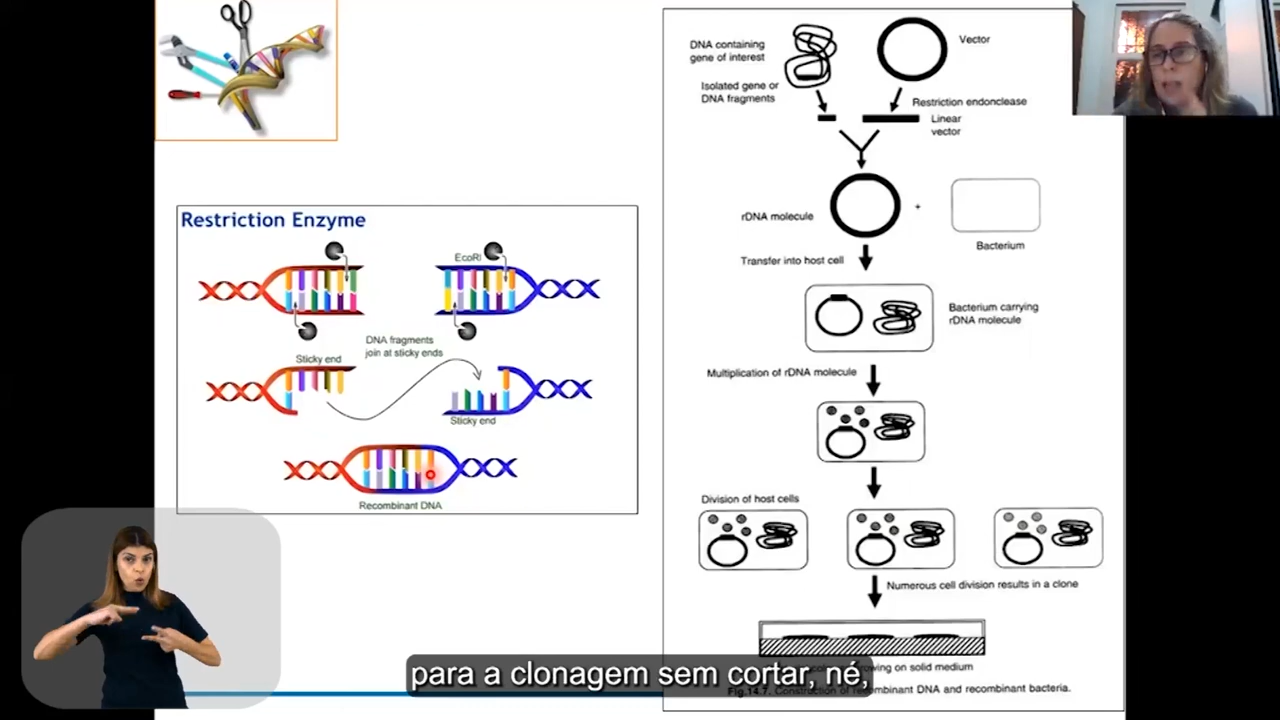 Restriction Enzyme
EcoRI
DNA fragments
join at sticky ends
Sticky end
Sticky end
Recombinant DNA
DNA containing
gene of interest
Vector
Isolated gene or
DNA fragments
Restriction endonclease
Linear
vector
rDNA molecule
+
Bacterium
Transfer into host cell
Bacterium carrying
rDNA molecule
Multiplication of rDNA molecule
Division of host cells
Numerous cell division results in a clone
growing on solid medium
Fig.14.7. Construction of recombinant DNA and recombinant bacteria.
para a clonagem sem cortar, né,